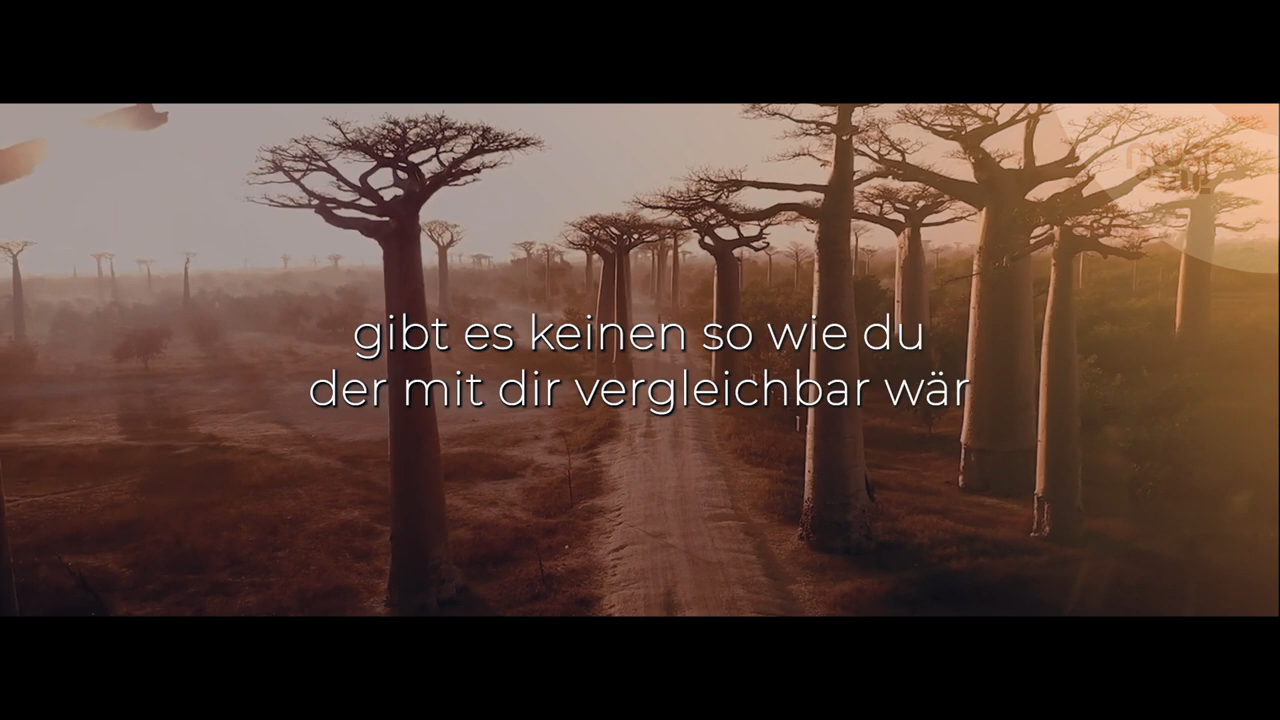 gibt es keinen so wie du
der mit dir vergleichbar wär